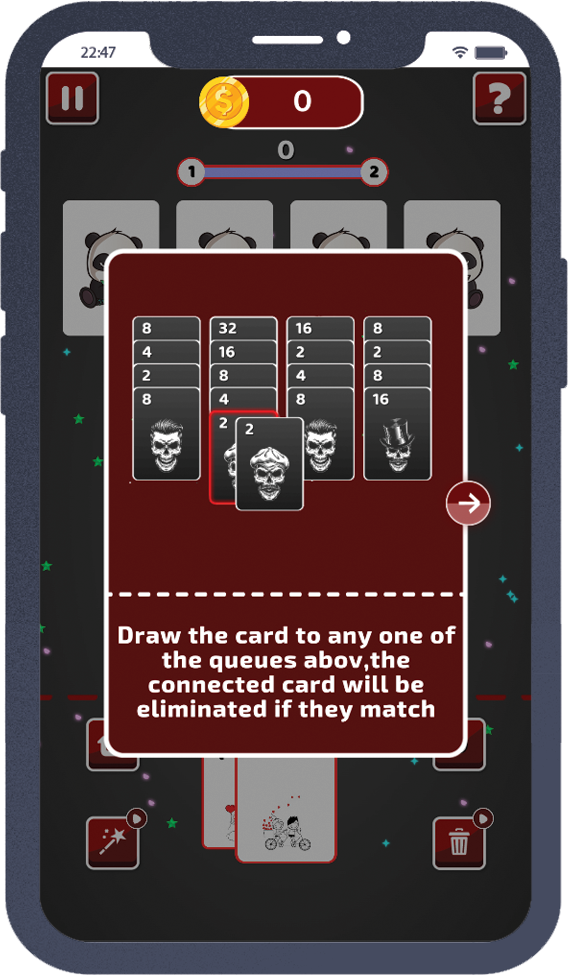 22:47
0
?
0
1 2
8 32 16 8
4 16 2 2
2 8 4 8
8 4 8 16
2 2
Draw the card to any one of
the queues abov,the
connected card will be
eliminated if they match